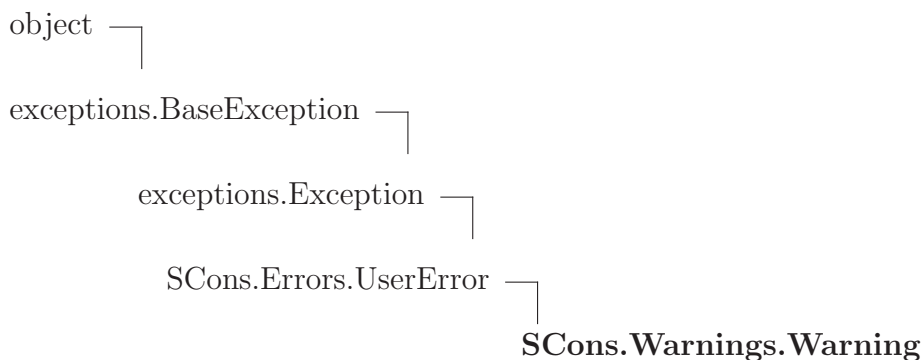 object
exceptions.BaseException
exceptions.Exception
SCons.Errors.UserError
SCons.Warnings.Warning